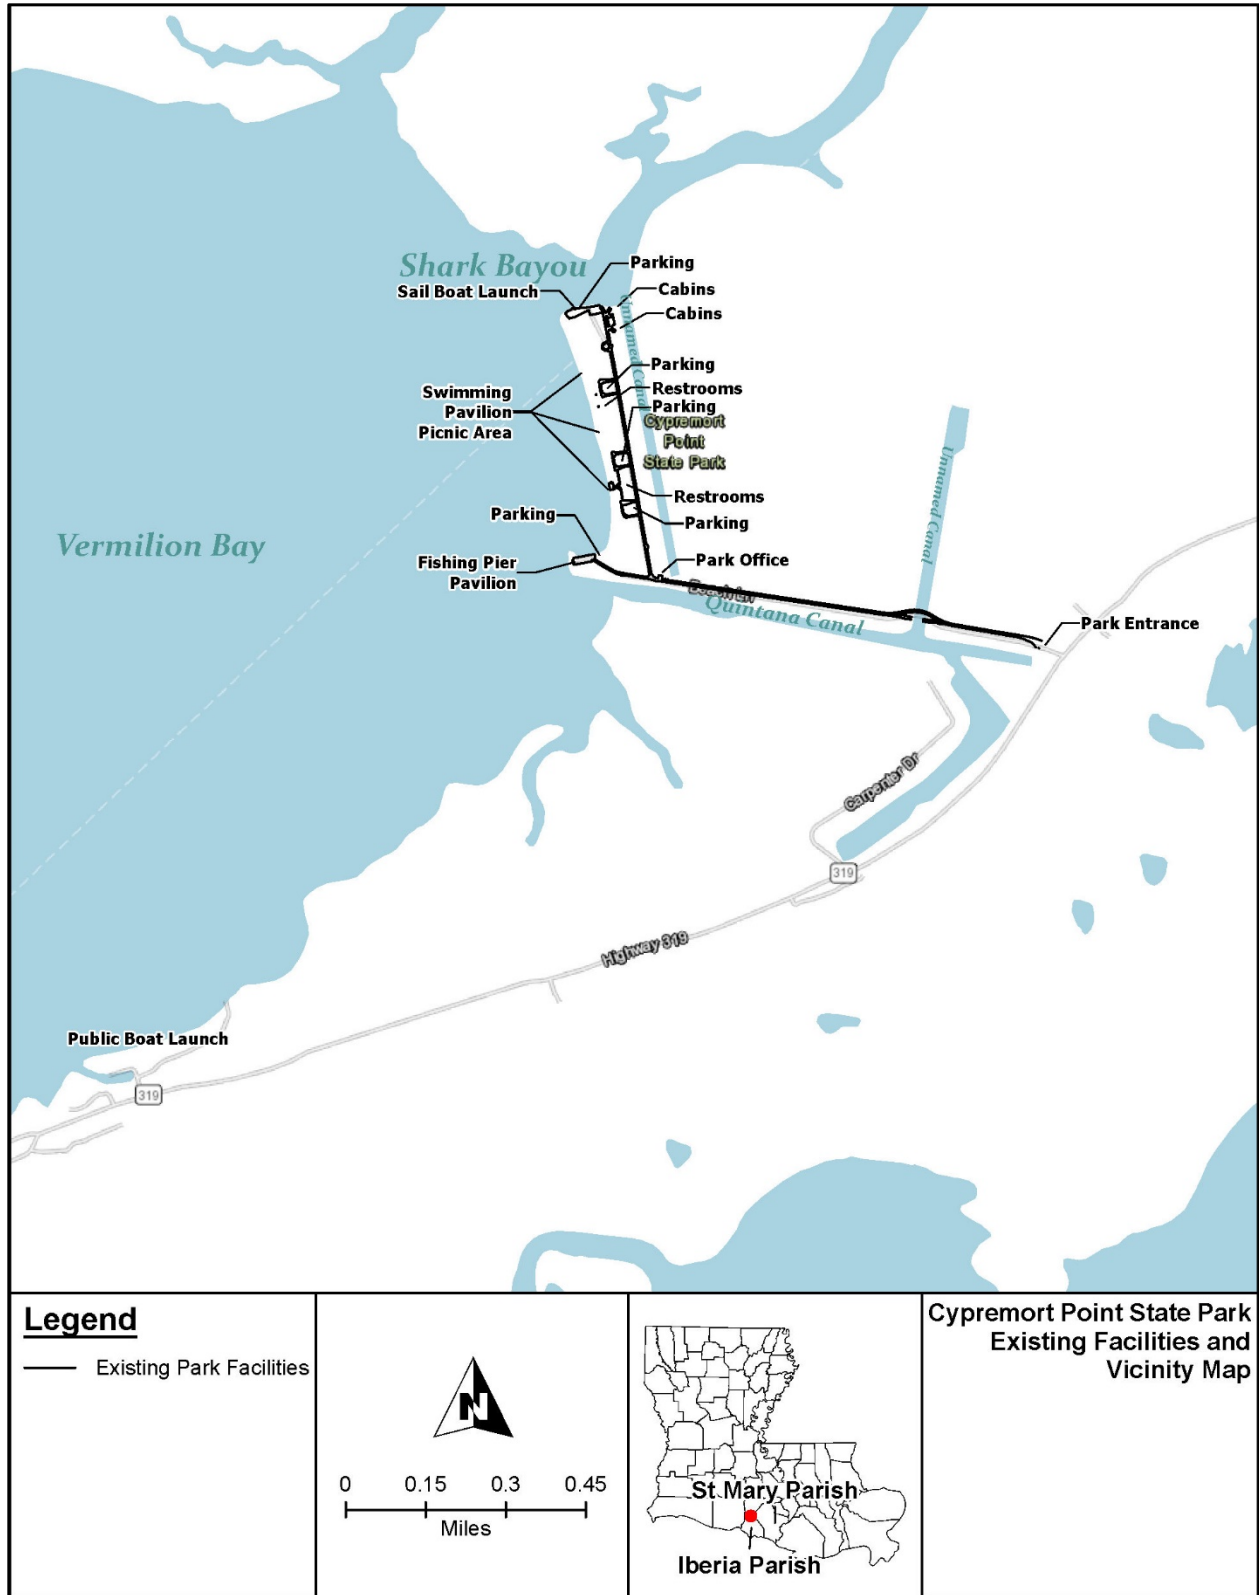 Shark Bayou
Parking
Sail Boat Launch
Cabins
Cabins
Unnamed Canal
Parking
Swimming
Pavilion
Picnic Area
Restrooms
Parking
Cypremort
Point
State Park
Restrooms
Parking
Parking
Unnamed Canal
Vermilion Bay
Fishing Pier
Pavilion
Park Office
Beach Ln
Quintana Canal
Park Entrance
Carpenter Dr
319
Highway 319
Public Boat Launch
319
Legend
Existing Park Facilities
N
0 0.15 0.3 0.45
Miles
St Mary Parish
Iberia Parish
Cypremort Point State Park
Existing Facilities and
Vicinity Map